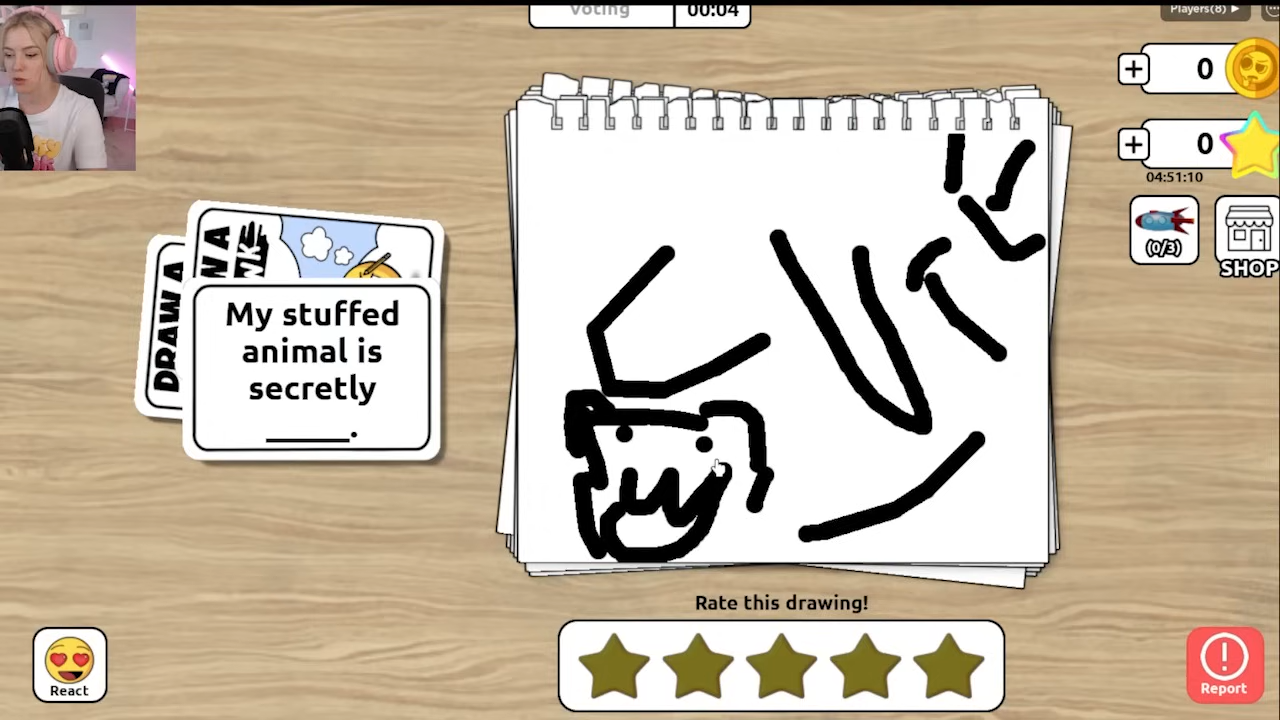 Voting
00:04
Players(8)
0
0
04:51:10
(0/3)
SHOP
DRAW A
W A
My stuffed
animal is
secretly
______.
Rate this drawing!
React
Report